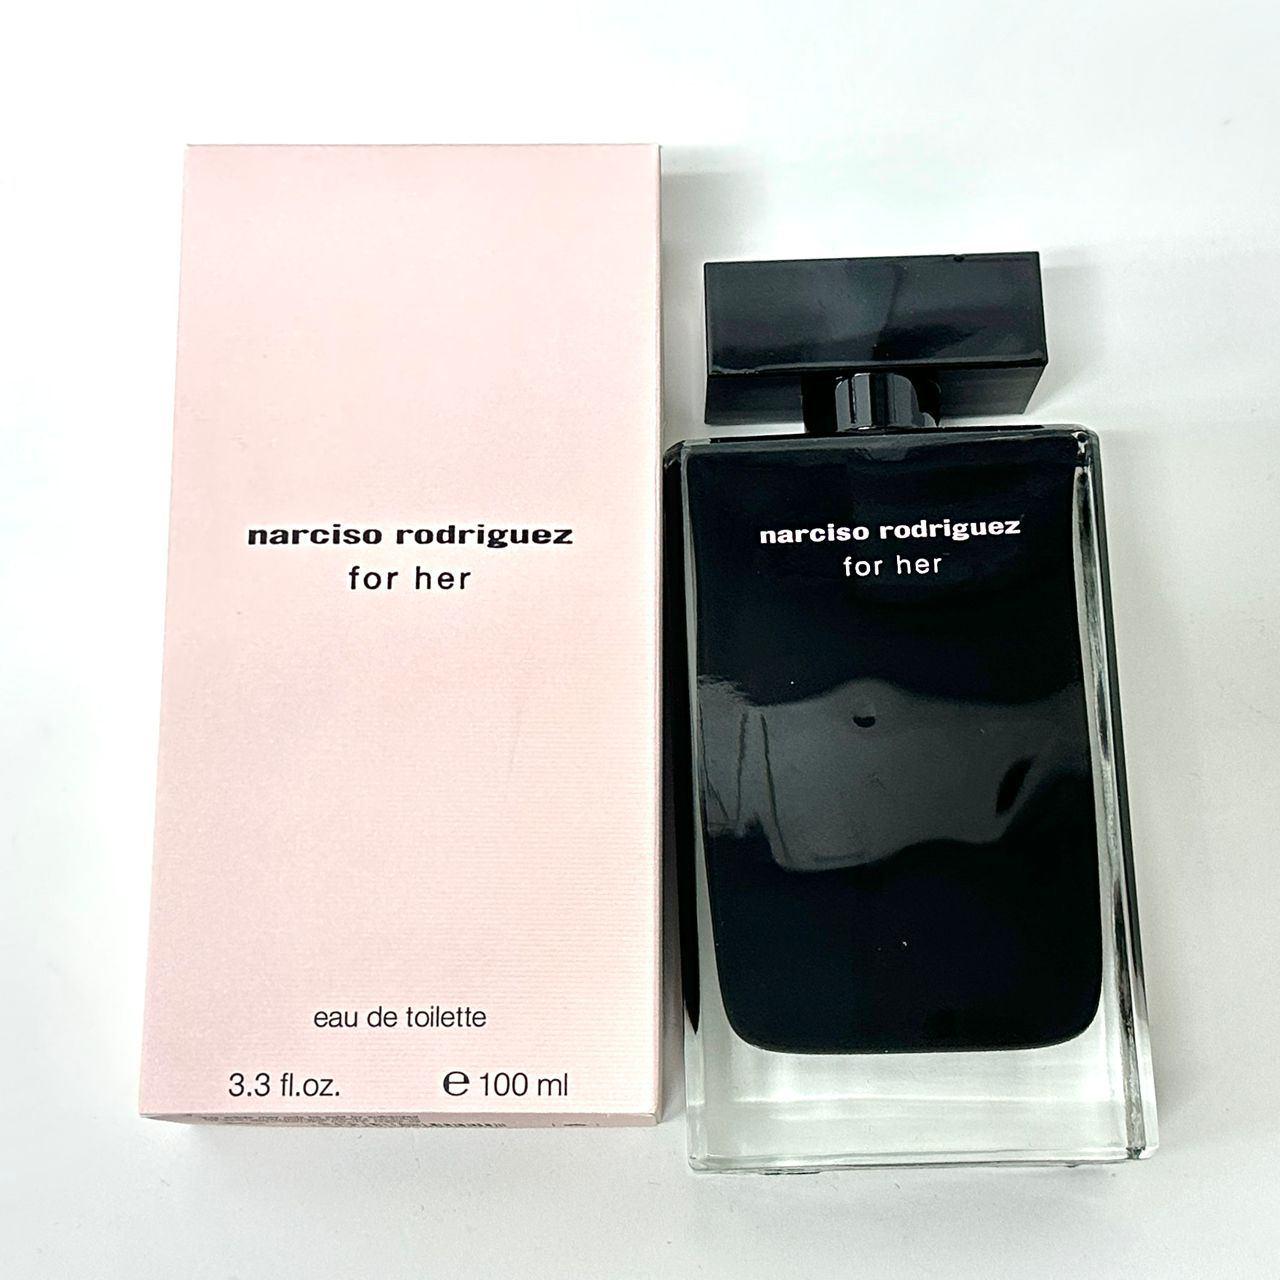 narciso rodriguez
for her
eau de toilette
3.3 fl.oz. ℮ 100 ml
narciso rodriguez
for her